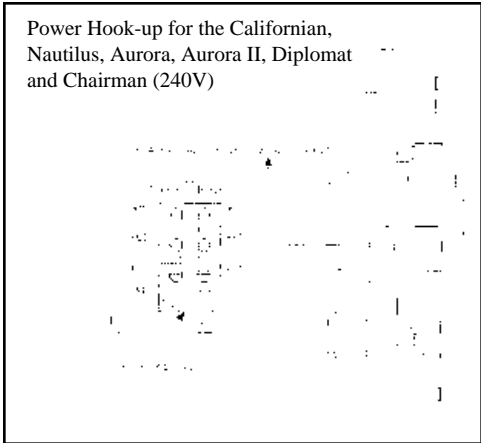 Power Hook-up for the Californian,
Nautilus, Aurora, Aurora II, Diplomat
and Chairman (240V)